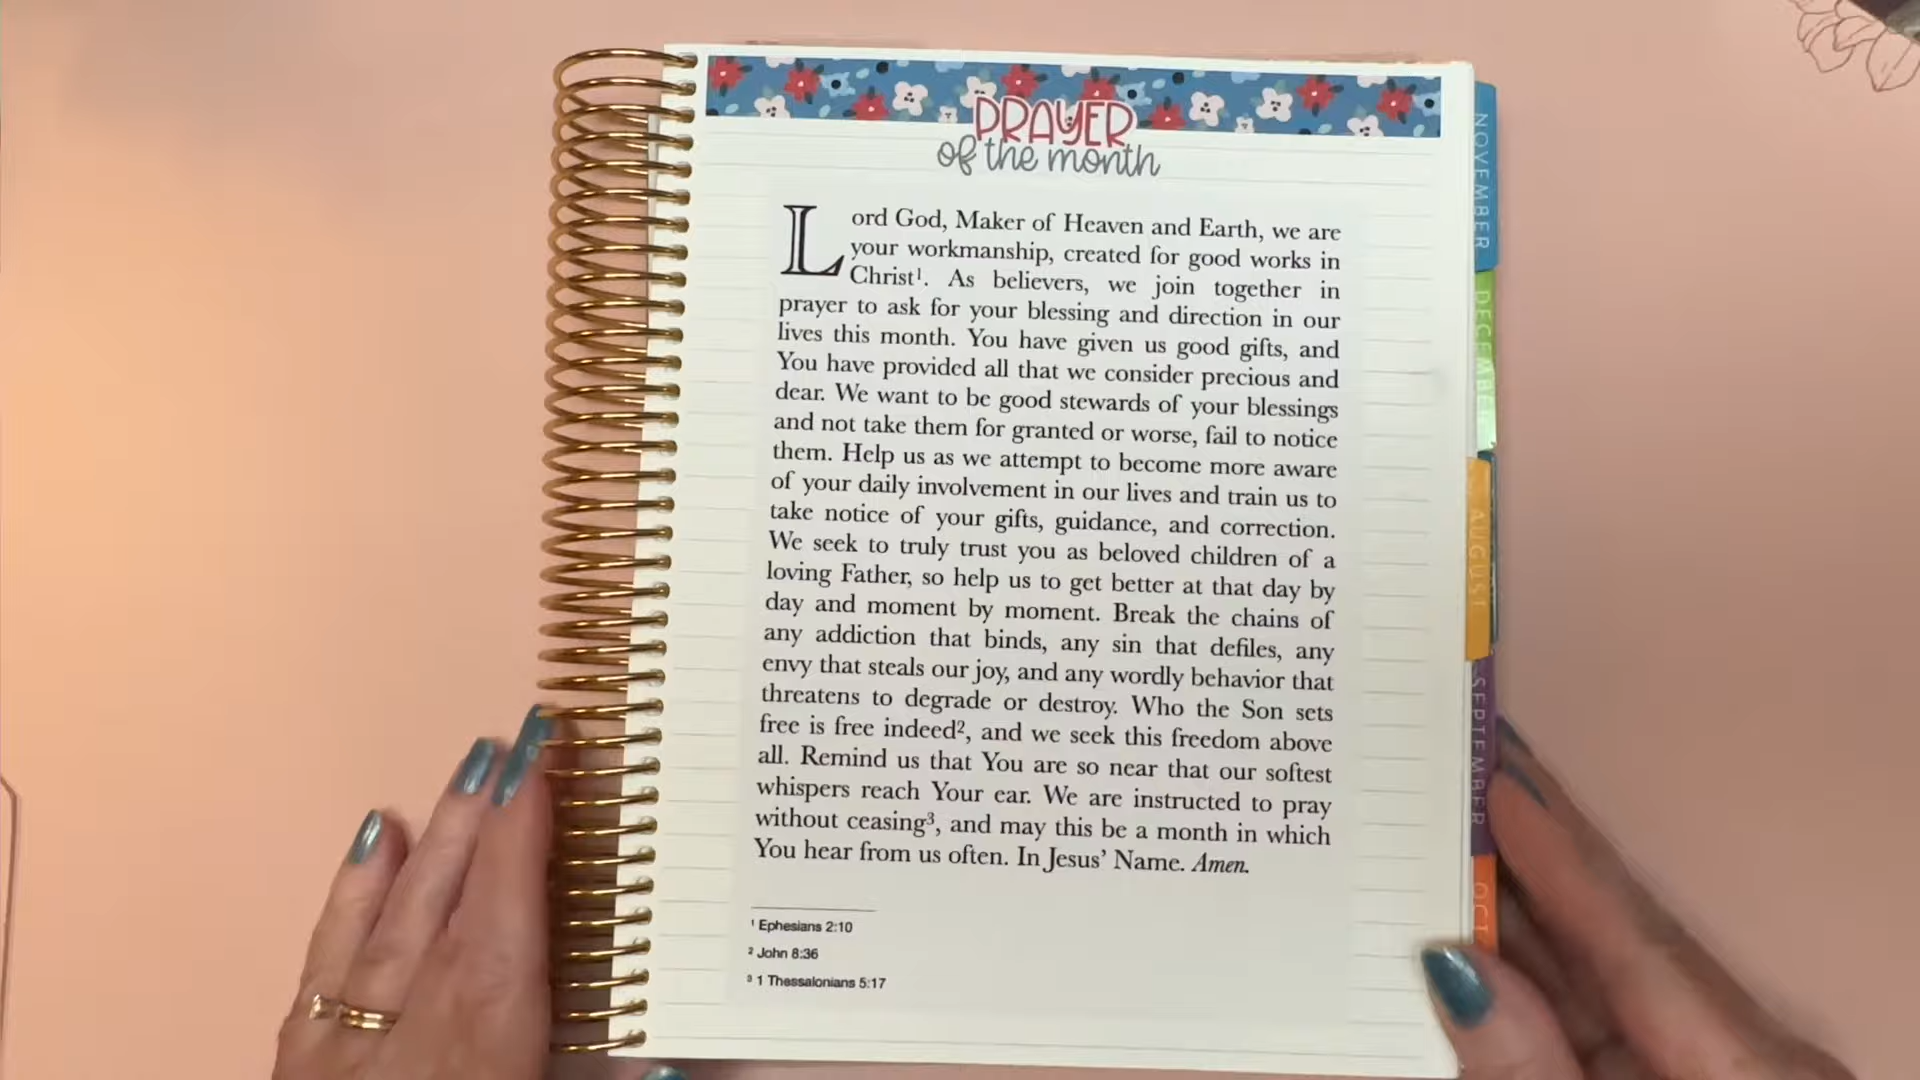 PRAYER
of the month
Lord God, Maker of Heaven and Earth, we are
your workmanship, created for good works in
Christ¹. As believers, we join together in
prayer to ask for your blessing and direction in our
lives this month. You have given us good gifts, and
You have provided all that we consider precious and
dear. We want to be good stewards of your blessings
and not take them for granted or worse, fail to notice
them. Help us as we attempt to become more aware
of your daily involvement in our lives and train us to
take notice of your gifts, guidance, and correction.
We seek to truly trust you as beloved children of a
loving Father, so help us to get better at that day by
day and moment by moment. Break the chains of
any addiction that binds, any sin that defiles, any
envy that steals our joy, and any wordly behavior that
threatens to degrade or destroy. Who the Son sets
free is free indeed², and we seek this freedom above
all. Remind us that You are so near that our softest
whispers reach Your ear. We are instructed to pray
without ceasing³, and may this be a month in which
You hear from us often. In Jesus’ Name. Amen.
¹ Ephesians 2:10
² John 8:36
³ 1 Thessalonians 5:17
NOVEMBER
DECEMBER
AUGUST
SEPTEMBER
OCT